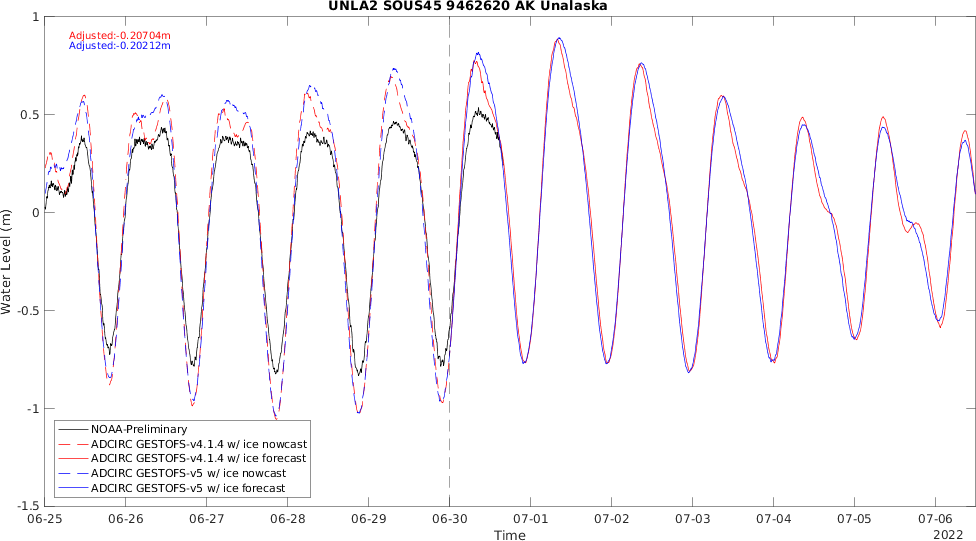 UNLA2 SOUS45 9462620 AK Unalaska
Adjusted:-0.20704m
Adjusted:-0.20212m
1
0.5
0
-0.5
-1
-1.5
Water Level (m)
NOAA-Preliminary
ADCIRC GESTOFS-v4.1.4 w/ ice nowcast
ADCIRC GESTOFS-v4.1.4 w/ ice forecast
ADCIRC GESTOFS-v5 w/ ice nowcast
ADCIRC GESTOFS-v5 w/ ice forecast
06-25 06-26 06-27 06-28 06-29 06-30 07-01 07-02 07-03 07-04 07-05 07-06
Time
2022